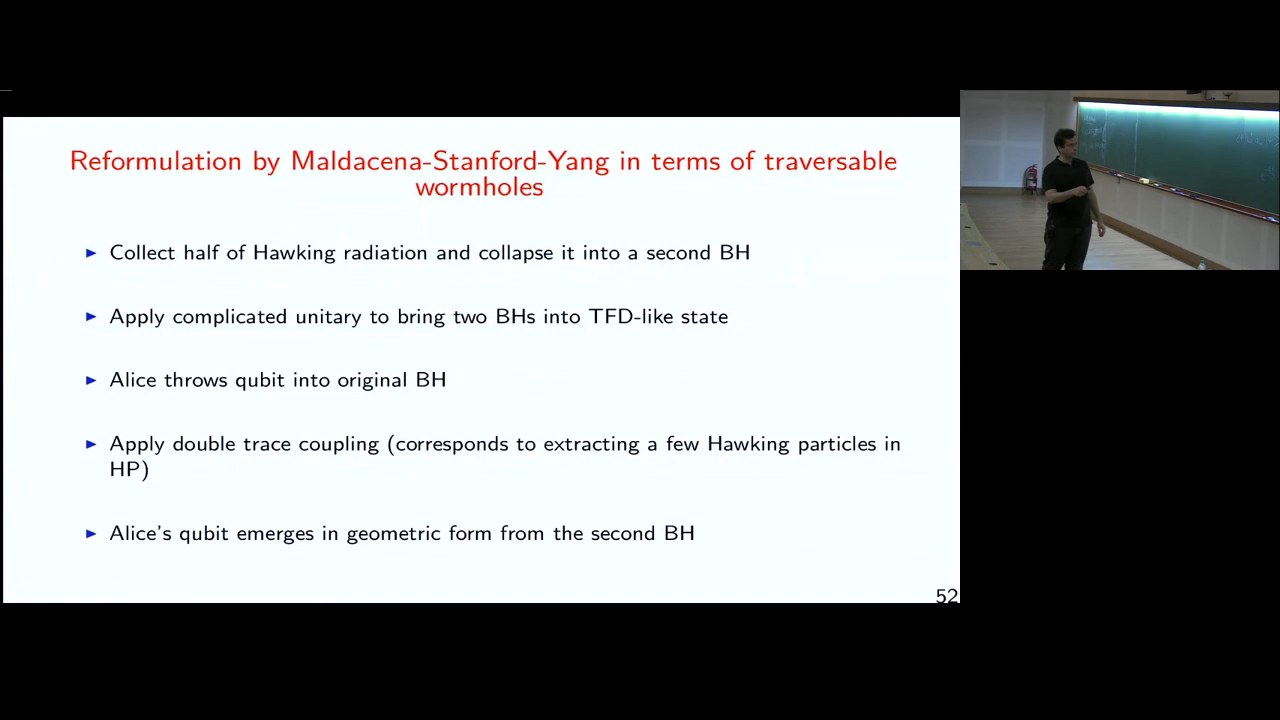 Reformulation by Maldacena-Stanford-Yang in terms of traversable
wormholes
Collect half of Hawking radiation and collapse it into a second BH
Apply complicated unitary to bring two BHs into TFD-like state
Alice throws qubit into original BH
Apply double trace coupling (corresponds to extracting a few Hawking particles in
HP)
Alice's qubit emerges in geometric form from the second BH
52